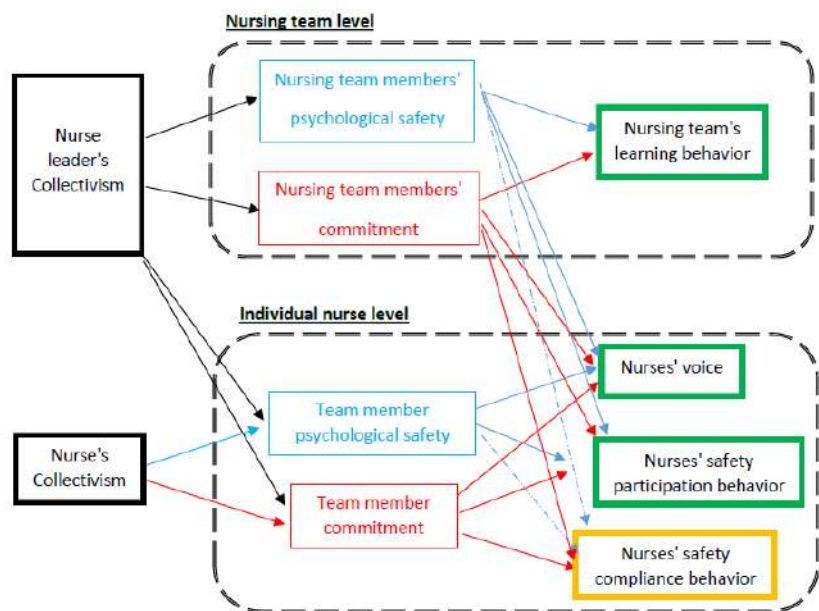 Nursing team level
Nurse
leader's
Collectivism
Nursing team members'
psychological safety
Nursing team members'
commitment
Nursing team's
learning behavior
Individual nurse level
Nurse's
Collectivism
Team member
psychological safety
Team member
commitment
Nurses' voice
Nurses' safety
participation behavior
Nurses' safety
compliance behavior